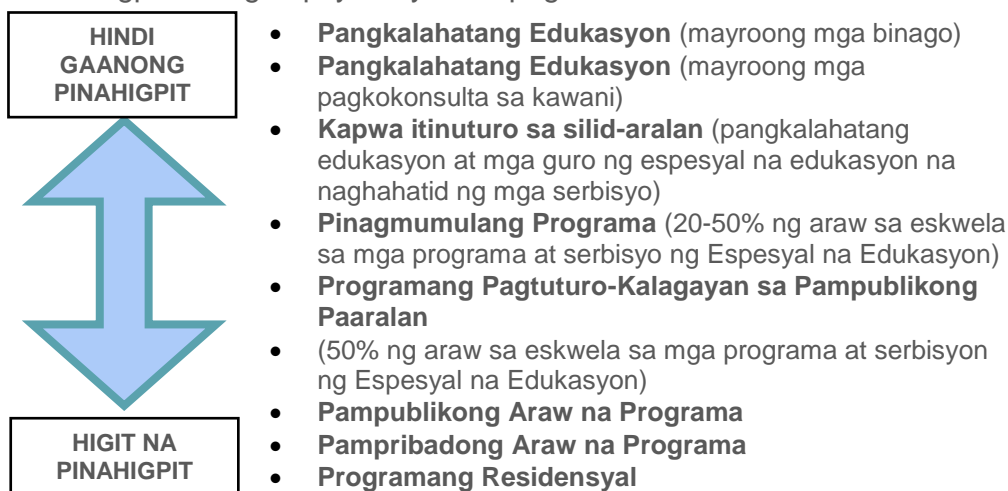 HINDI
GAANONG
PINAHIGPIT
• Pangkalahatang Edukasyon (mayroong mga binago)
• Pangkalahatang Edukasyon (mayroong mga
pagkokonsulta sa kawani)
• Kapwa itinuturo sa silid-aralan (pangkalahatang
edukasyon at mga guro ng espesyal na edukasyon na
naghahatid ng mga serbisyo)
• Pinagmumulang Programa (20-50% ng araw sa eskwela
sa mga programa at serbisyo ng Espesyal na Edukasyon)
• Programang Pagtuturo-Kalagayan sa Pampublikong
Paaralan
• (50% ng araw sa eskwela sa mga programa at serbisyon
ng Espesyal na Edukasyon)
• Pampublikong Araw na Programa
• Pampribadong Araw na Programa
• Programang Residensyal
HIGIT NA
PINAHIGPIT